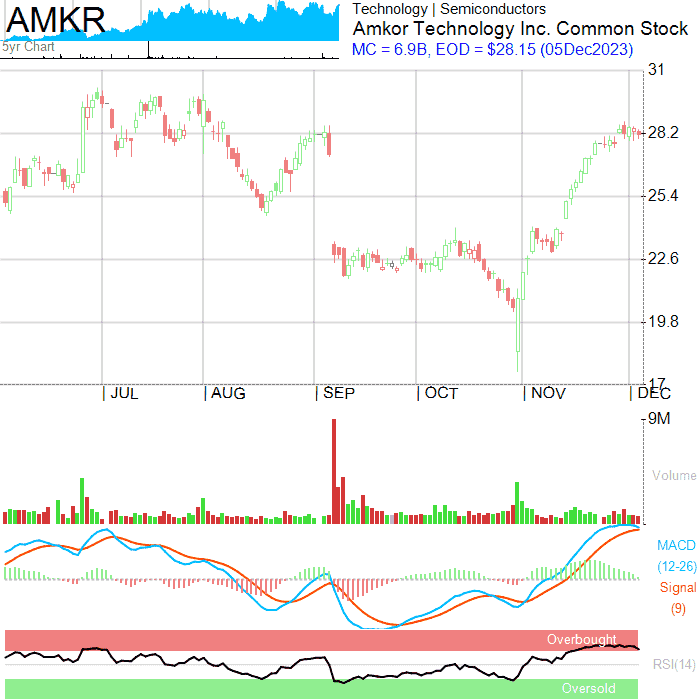 AMKR
5yr Chart
Technology | Semiconductors
Amkor Technology Inc. Common Stock
MC = 6.9B, EOD = $28.15 (05Dec2023)
31
28.2
25.4
22.6
19.8
17
| JUL | AUG | SEP | OCT | NOV | DEC
9M
Volume
MACD
(12-26)
Signal
(9)
Overbought
RSI(14)
Oversold